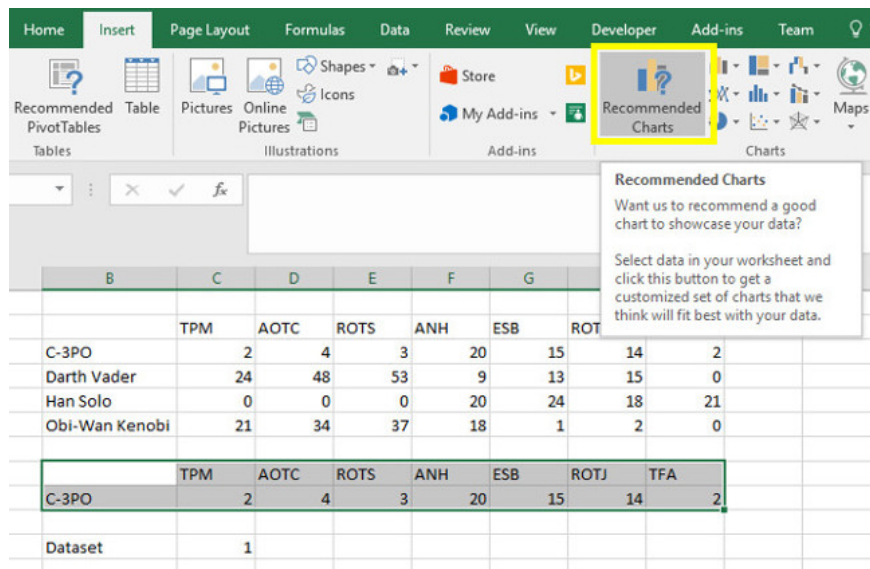 Home Insert Page Layout Formulas Data Review View Developer Add-ins Team
Recommended PivotTables
Table
Tables
Pictures
Online Pictures
Shapes
Icons
Illustrations
Store
My Add-ins
Add-ins
Recommended Charts
Maps
Charts
fx
Recommended Charts
Want us to recommend a good
chart to showcase your data?
Select data in your worksheet and
click this button to get a
customized set of charts that we
think will fit best with your data.
B C D E F G
TPM AOTC ROTS ANH ESB ROT
C-3PO 2 4 3 20 15 14 2
Darth Vader 24 48 53 9 13 15 0
Han Solo 0 0 0 20 24 18 21
Obi-Wan Kenobi 21 34 37 18 1 2 0
TPM AOTC ROTS ANH ESB ROTJ TFA
C-3PO 2 4 3 20 15 14 2
Dataset 1